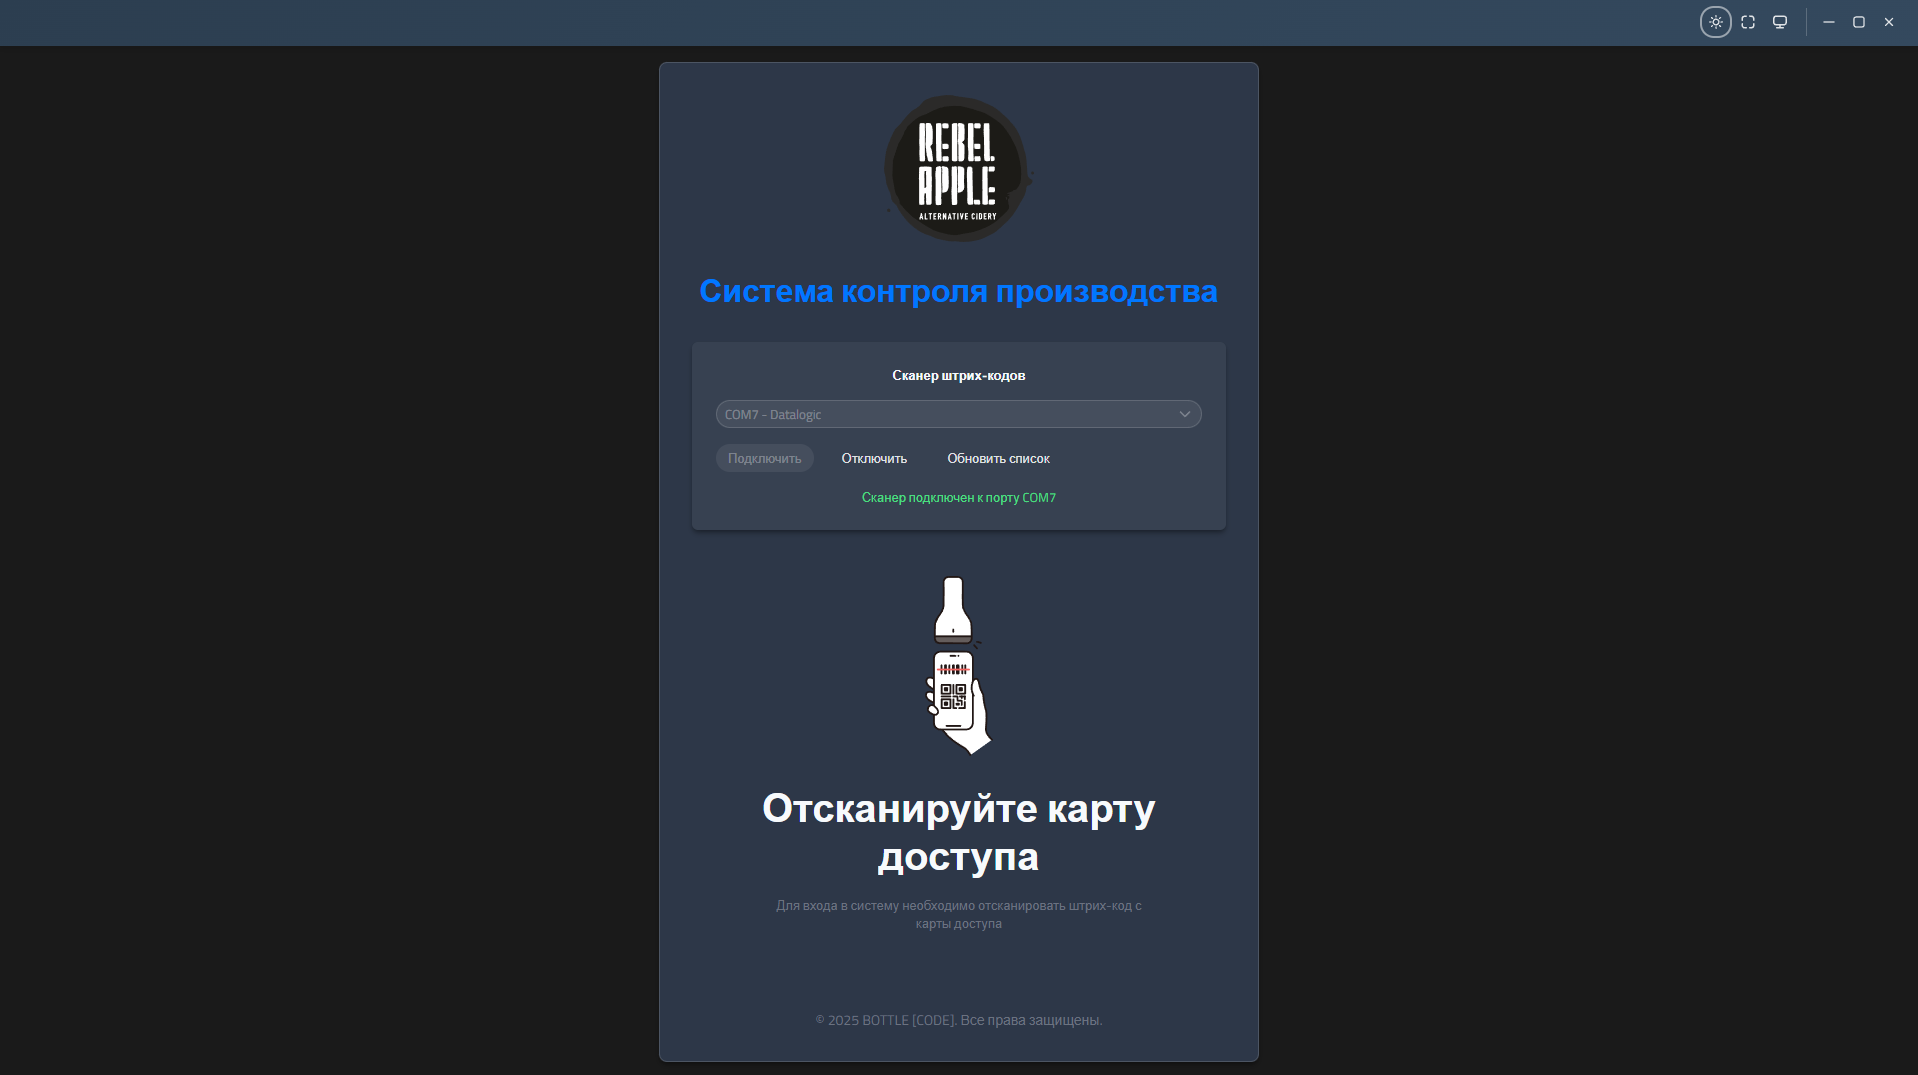 REBEL
APPLE
ALTERNATIVE CIDERY
Система контроля производства
Сканер штрих-кодов
COM7 - Datalogic
Подключить
Отключить
Обновить список
Сканер подключен к порту COM7
Отсканируйте карту
доступа
Для входа в систему необходимо отсканировать штрих-код с
карты доступа
© 2025 BOTTLE [CODE]. Все права защищены.